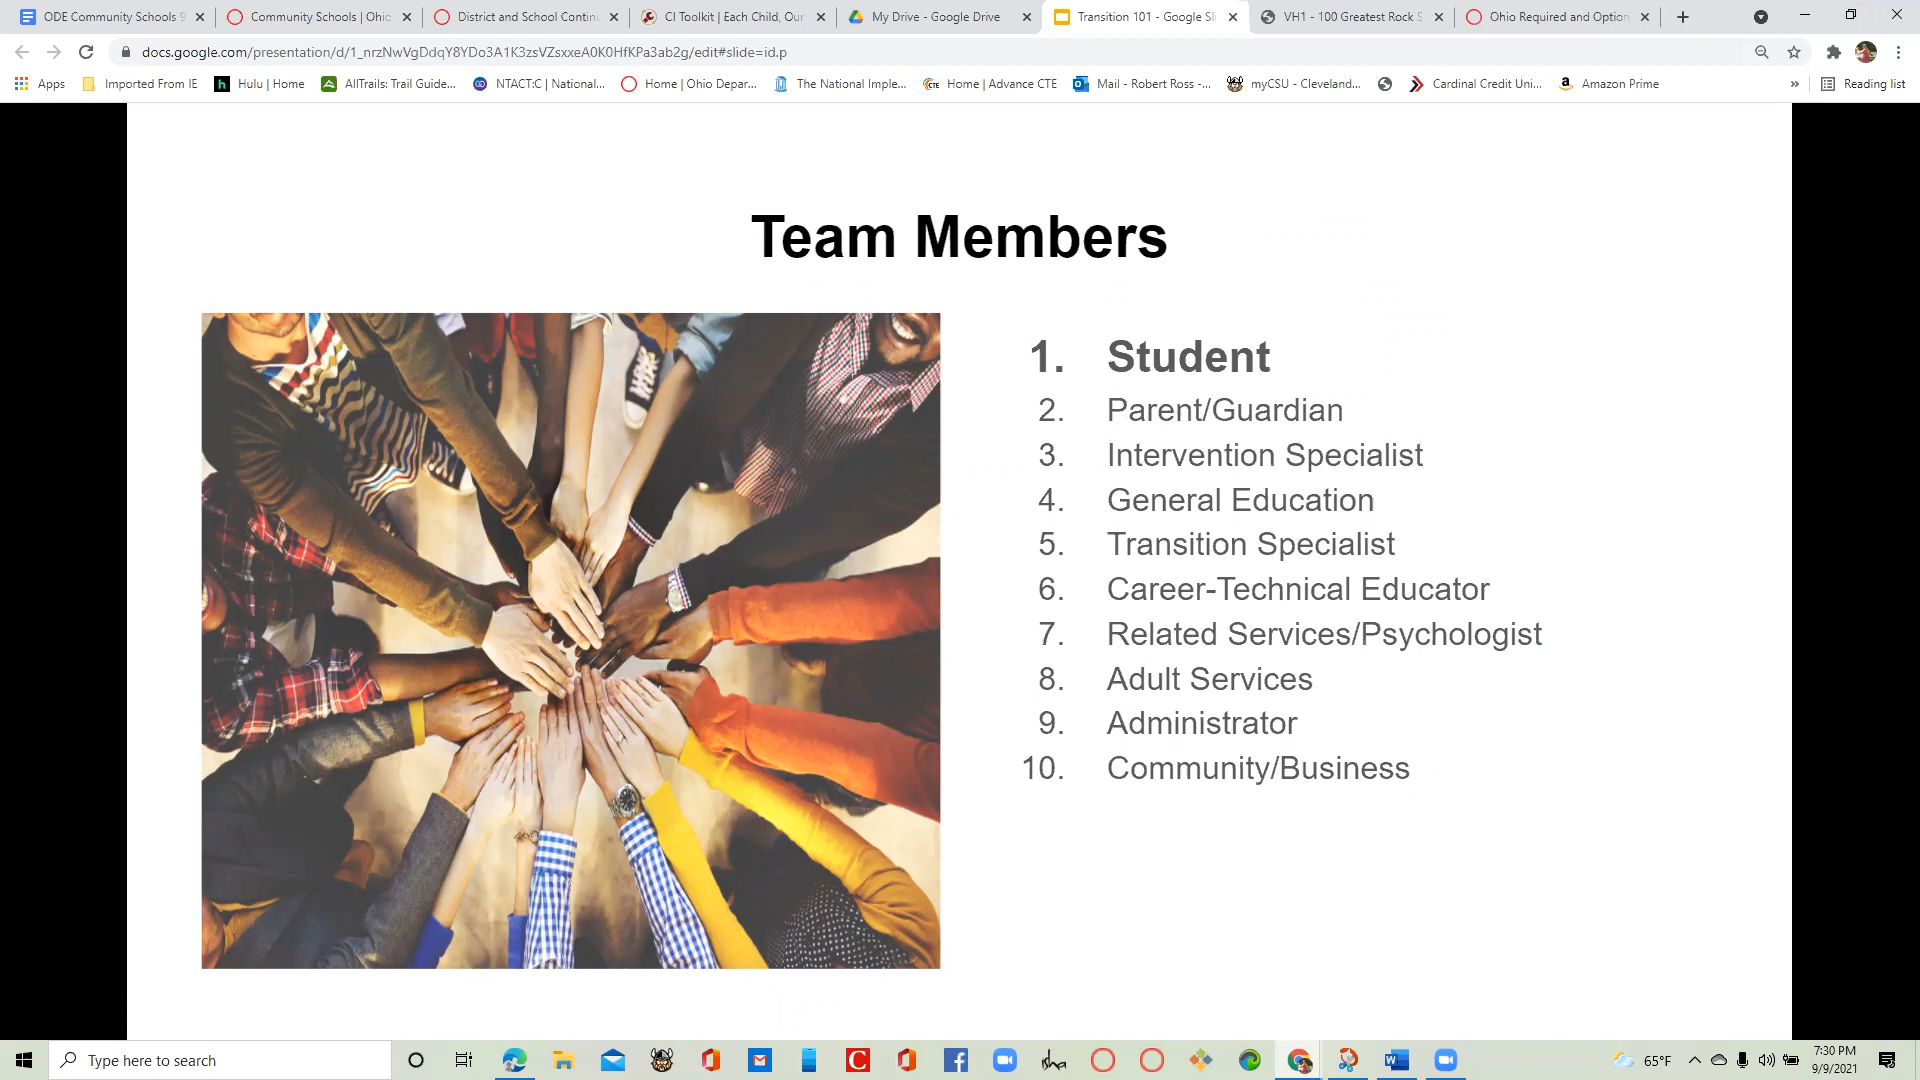 ODE Community Schools 9
Community Schools | Ohio
District and School Continu
CI Toolkit | Each Child, Our
My Drive - Google Drive
Transition 101 - Google Sli
VH1 - 100 Greatest Rock S
Ohio Required and Option
docs.google.com/presentation/d/1_nrzNwVgDdqY8YDo3A1K3zsVZsxxeA0K0HfKPa3ab2g/edit#slide=id.p
Apps
Imported From IE
Hulu | Home
AllTrails: Trail Guide...
NTACT:C | National...
Home | Ohio Depar...
The National Imple...
Home | Advance CTE
Mail - Robert Ross -...
myCSU - Cleveland...
Cardinal Credit Uni...
Amazon Prime
» Reading list
Team Members
1. Student
2. Parent/Guardian
3. Intervention Specialist
4. General Education
5. Transition Specialist
6. Career-Technical Educator
7. Related Services/Psychologist
8. Adult Services
9. Administrator
10. Community/Business
Type here to search
65°F
7:30 PM
9/9/2021